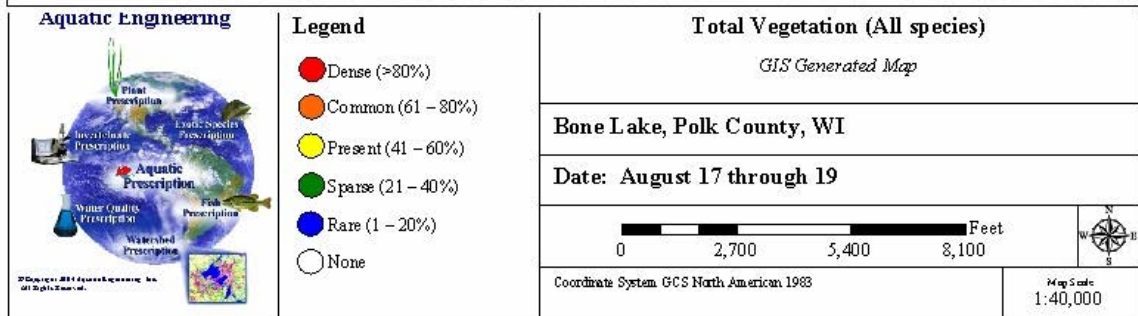 Aquatic Engineering
Plant
Prescription
Exotic Species
Prescription
Invertebrate
Prescription
Aquatic
Prescription
Fish
Prescription
Water Quality
Prescription
Watershed
Prescription
All Rights Reserved.
Legend
Dense (>80%)
Common (61 – 80%)
Present (41 – 60%)
Sparse (21 – 40%)
Rare (1 – 20%)
None
Total Vegetation (All species)
GIS Generated Map
Bone Lake, Polk County, WI
Date: August 17 through 19
Feet
0 2,700 5,400 8,100
N
W E
S
Coordinate System GCS North American 1983
Map Scale
1:40,000